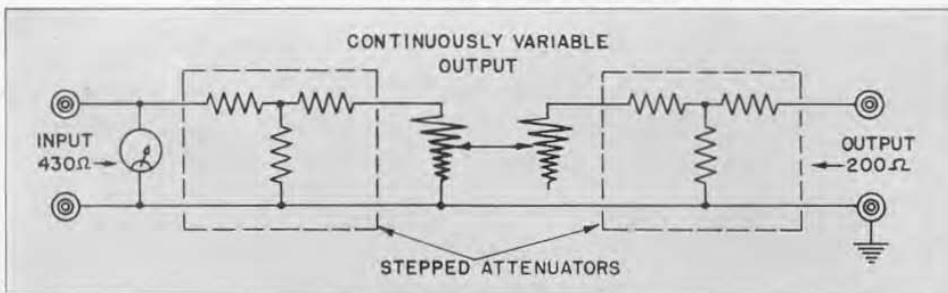 CONTINUOUSLY VARIABLE
OUTPUT
INPUT
430Ω
OUTPUT
200Ω
STEPPED ATTENUATORS